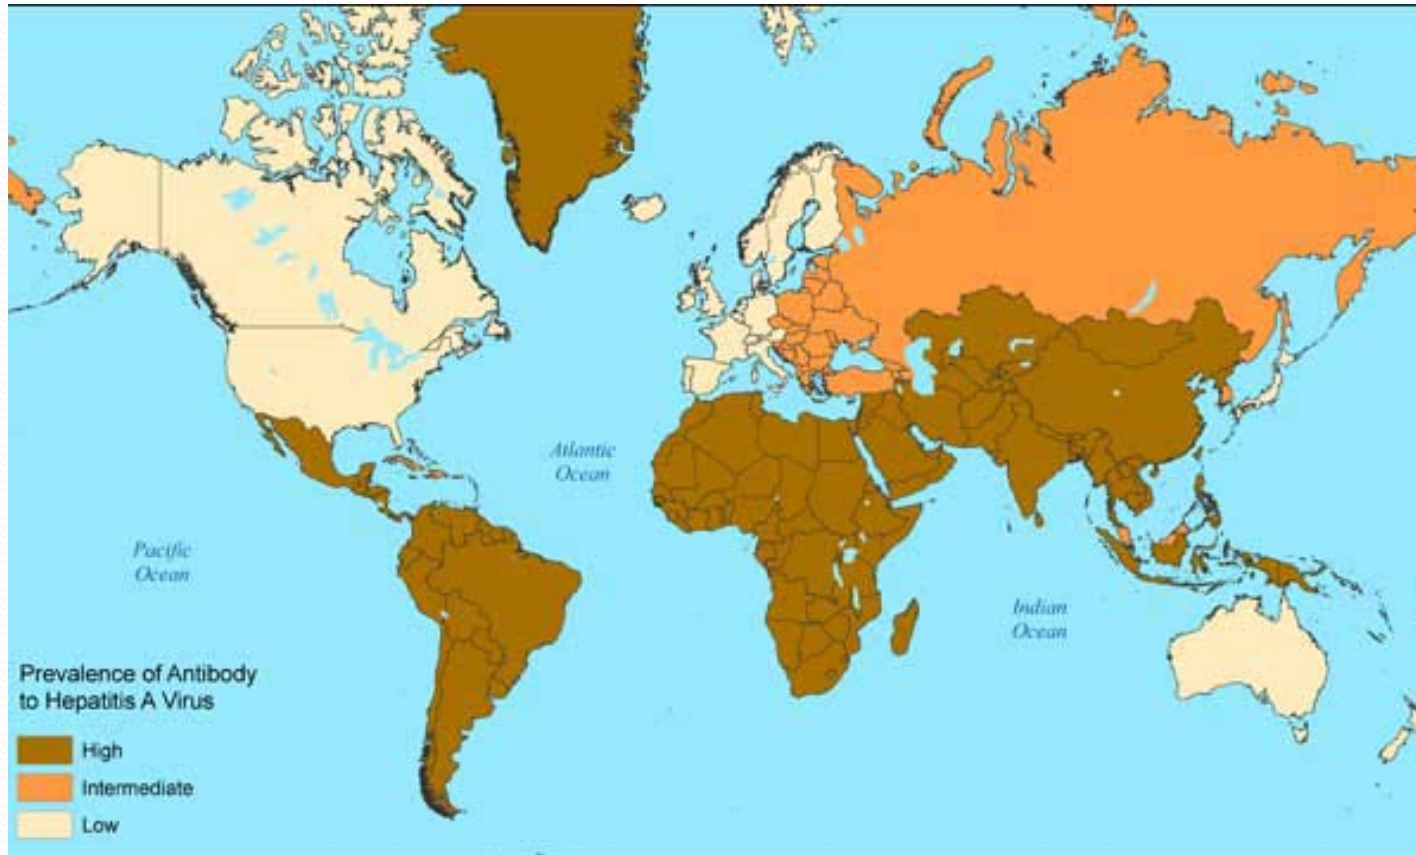 Atlantic
Ocean
Pacific
Ocean
Indian
Ocean
Prevalence of Antibody
to Hepatitis A Virus
High
Intermediate
Low